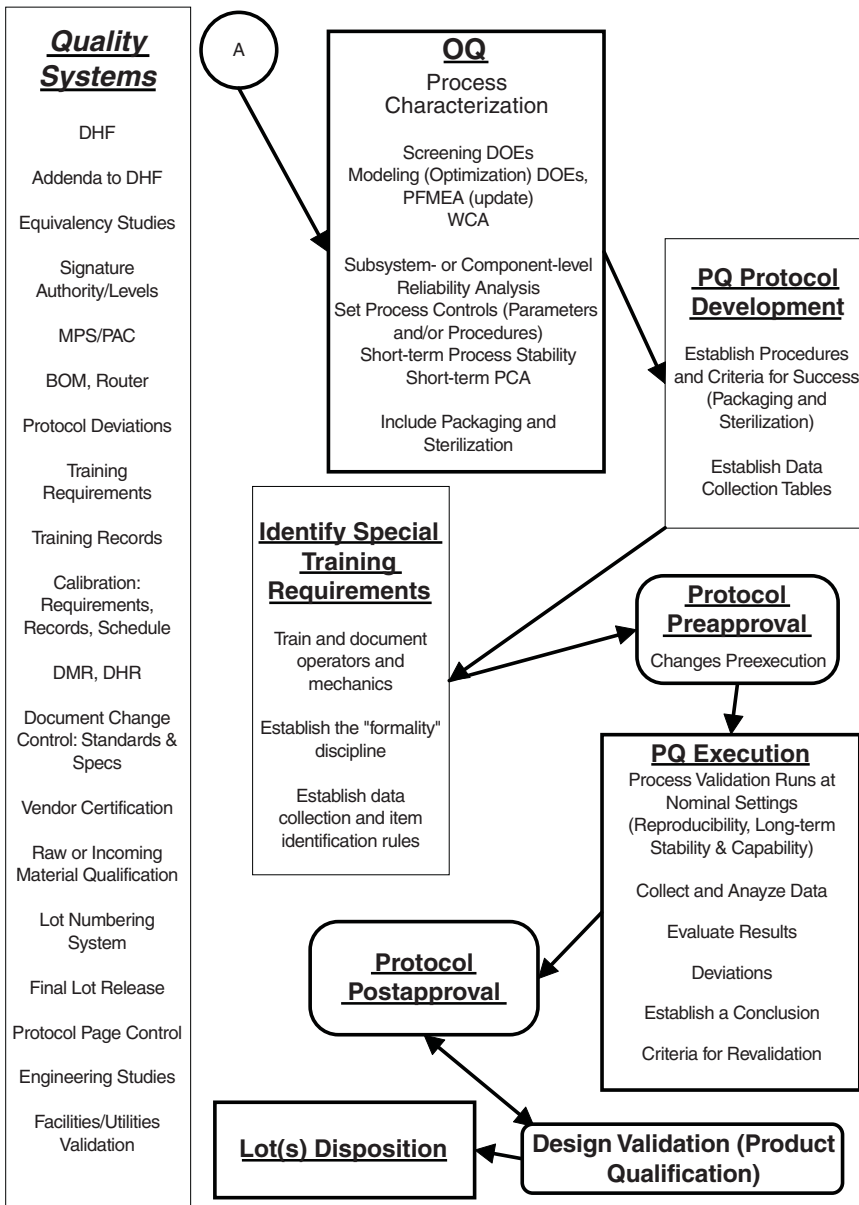 Quality
Systems
DHF
Addenda to DHF
Equivalency Studies
Signature
Authority/Levels
MPS/PAC
BOM, Router
Protocol Deviations
Training
Requirements
Training Records
Calibration:
Requirements,
Records, Schedule
DMR, DHR
Document Change
Control: Standards &
Specs
Vendor Certification
Raw or Incoming
Material Qualification
Lot Numbering
System
Final Lot Release
Protocol Page Control
Engineering Studies
Facilities/Utilities
Validation
A
OQ
Process
Characterization
Screening DOEs
Modeling (Optimization) DOEs,
PFMEA (update)
WCA
Subsystem- or Component-level
Reliability Analysis
Set Process Controls (Parameters
and/or Procedures)
Short-term Process Stability
Short-term PCA
Include Packaging and
Sterilization
PQ Protocol
Development
Establish Procedures
and Criteria for Success
(Packaging and
Sterilization)
Establish Data
Collection Tables
Identify Special
Training
Requirements
Train and document
operators and
mechanics
Establish the "formality"
discipline
Establish data
collection and item
identification rules
Protocol
Preapproval
Changes Preexecution
PQ Execution
Process Validation Runs at
Nominal Settings
(Reproducibility, Long-term
Stability & Capability)
Collect and Anayze Data
Evaluate Results
Deviations
Establish a Conclusion
Criteria for Revalidation
Protocol
Postapproval
Design Validation (Product
Qualification)
Lot(s) Disposition